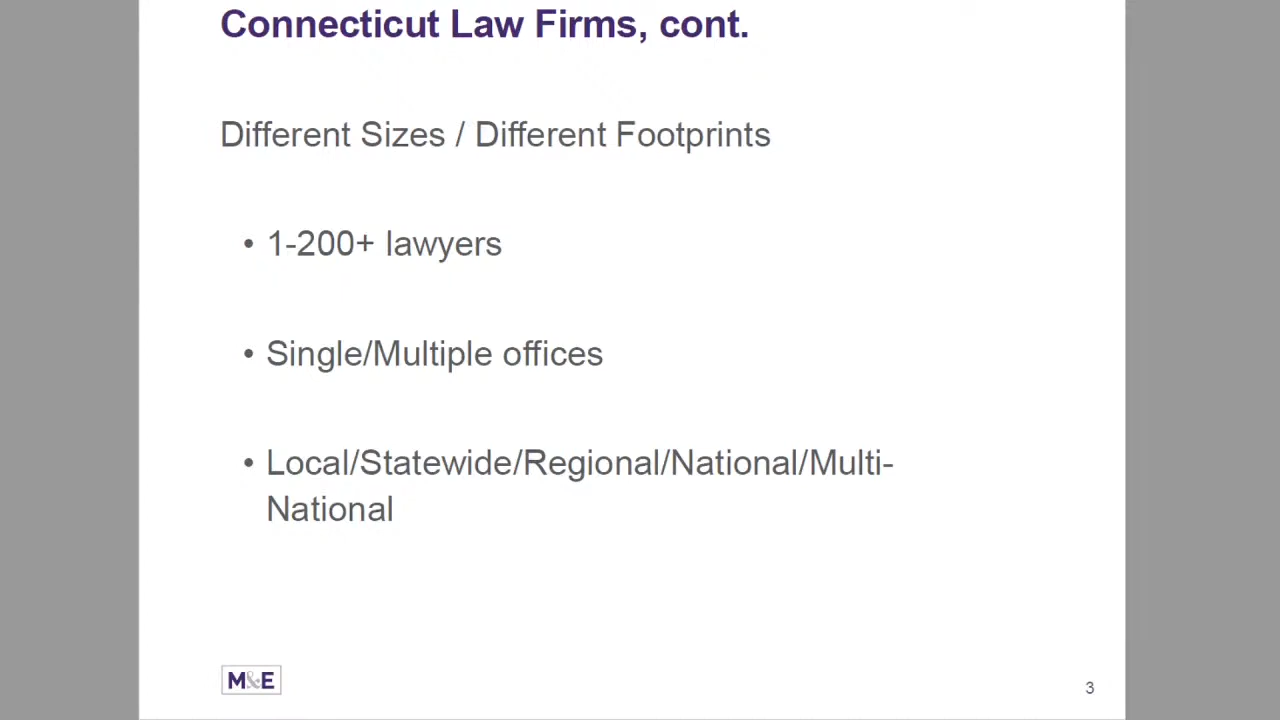 Connecticut Law Firms, cont.
Different Sizes / Different Footprints
• 1-200+ lawyers
• Single/Multiple offices
• Local/Statewide/Regional/National/Multi-
National
M&E
3